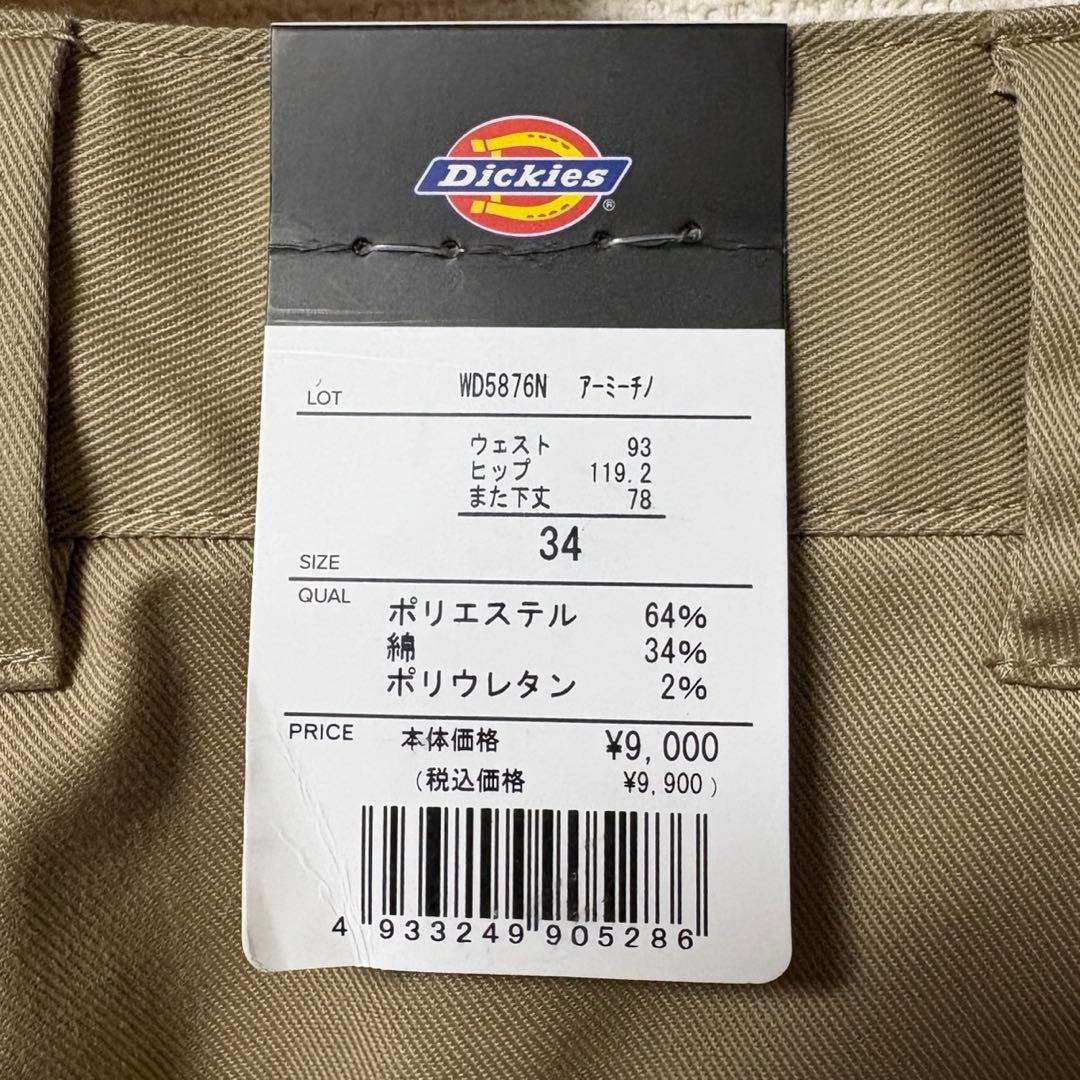 Dickies
®
LOT WD5876N アーミーチノ
ウェスト 93
ヒップ 119.2
また下丈 78
SIZE 34
QUAL ポリエステル 64%
綿 34%
ポリウレタン 2%
PRICE 本体価格 ¥9,000
(税込価格 ¥9,900)
4 933249 905286